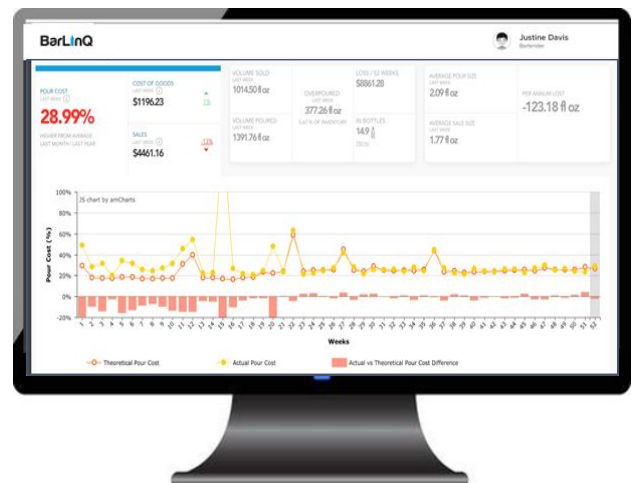 BarLinQ
Justine Davis
Bartender
POUR COST
LAST WEEK
28.99%
HIGHER FROM AVERAGE
LAST MONTH / LAST YEAR
COST OF GOODS
LAST WEEK
$1196.23
SALES
LAST WEEK
$4461.16
VOLUME SOLD
LAST WEEK
1014.50 fl oz
VOLUME POURED
LAST WEEK
1391.76 fl oz
OVERPOURED
LAST WEEK
377.26 fl oz
% OF INVENTORY
LOSS / 52 WEEKS
$8861.28
IN BOTTLES
14.9
AVERAGE POUR SIZE
LAST WEEK
2.09 fl oz
AVERAGE SALE SIZE
LAST WEEK
1.77 fl oz
PER ANNUM LOST
-123.18 fl oz
JS chart by amCharts
100%
80%
60%
40%
20%
0%
-20%
Pour Cost (%)
1 2 3 4 5 6 7 8 9 10 11 12 13 14 15 16 17 18 19 20 21 22 23 24 25 26 27 28 29 30 31 32 33 34 35 36 37 38 39 40 41 42 43 44 45 46 47 48 49 50 51 52
Weeks
Theoretical Pour Cost
Actual Pour Cost
Actual vs Theoretical Pour Cost Difference